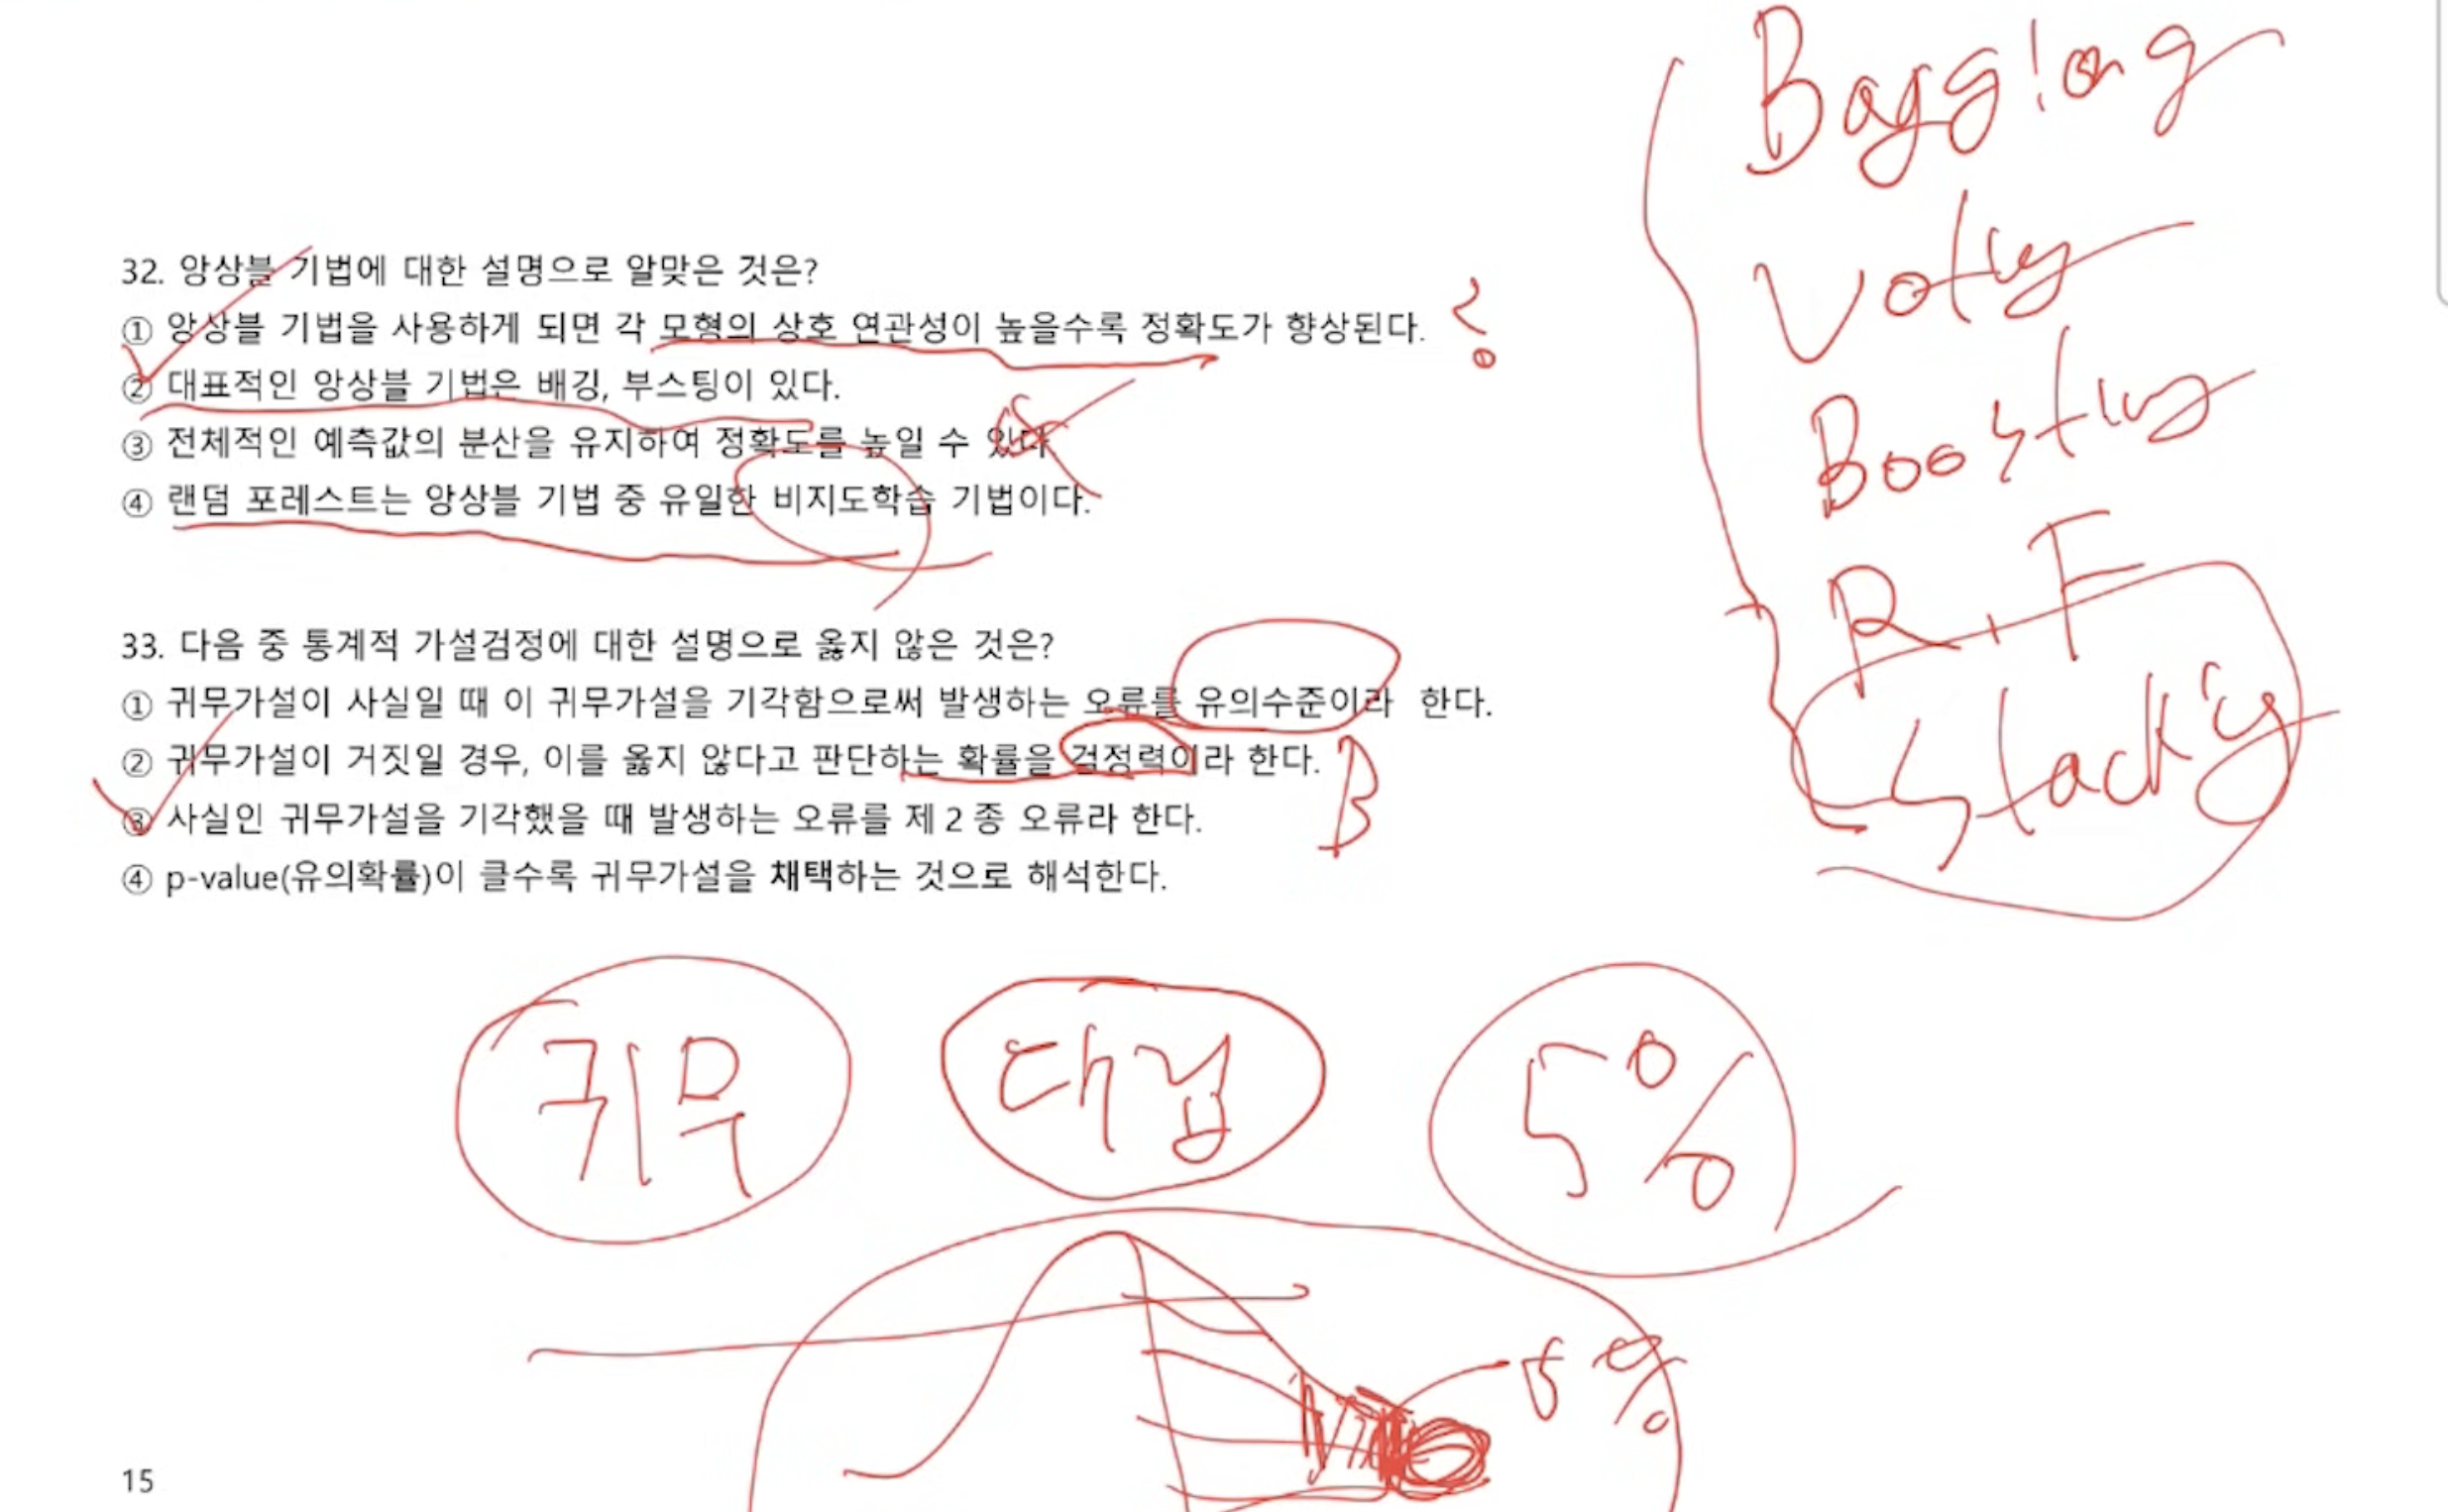 Bagging
Voting
Boosting
R.F
Stacking
32. 앙상블 기법에 대한 설명으로 알맞은 것은?
① 앙상블 기법을 사용하게 되면 각 모형의 상호 연관성이 높을수록 정확도가 향상된다.
② 대표적인 앙상블 기법은 배깅, 부스팅이 있다.
③ 전체적인 예측값의 분산을 유지하여 정확도를 높일 수 있다.
④ 랜덤 포레스트는 앙상블 기법 중 유일한 비지도학습 기법이다.
33. 다음 중 통계적 가설검정에 대한 설명으로 옳지 않은 것은?
① 귀무가설이 사실일 때 이 귀무가설을 기각함으로써 발생하는 오류를 유의수준이라 한다.
② 귀무가설이 거짓일 경우, 이를 옳지 않다고 판단하는 확률을 검정력이라 한다.
③ 사실인 귀무가설을 기각했을 때 발생하는 오류를 제 2 종 오류라 한다.
④ p-value(유의확률)이 클수록 귀무가설을 채택하는 것으로 해석한다.
귀무 대립 5%
5%
15